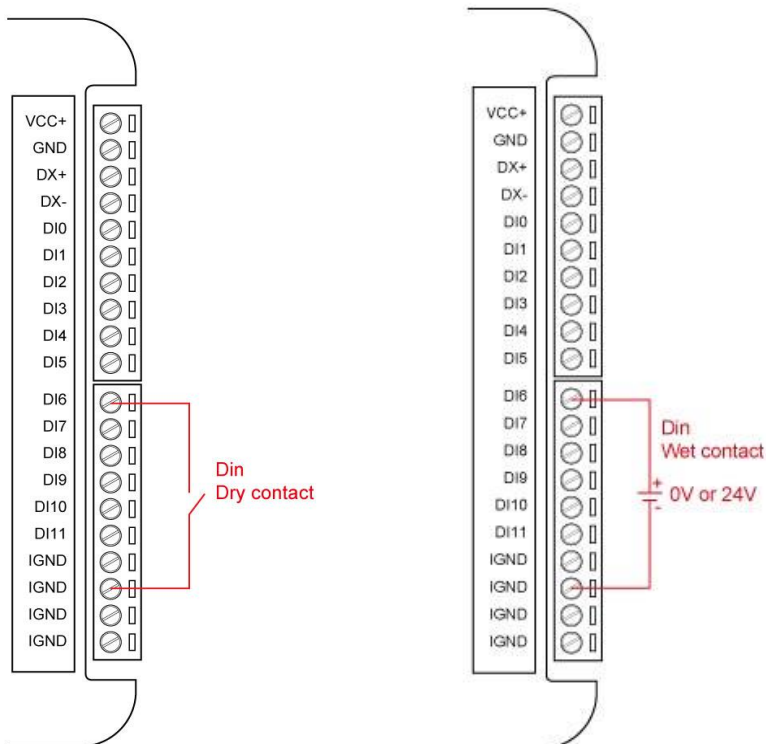 VCC+
GND
DX+
DX-
DI0
DI1
DI2
DI3
DI4
DI5
DI6
DI7
DI8
DI9
DI10
DI11
IGND
IGND
IGND
IGND
Din
Dry contact
VCC+
GND
DX+
DX-
DI0
DI1
DI2
DI3
DI4
DI5
DI6
DI7
DI8
DI9
DI10
DI11
IGND
IGND
IGND
IGND
Din
Wet contact
+
0V or 24V
-